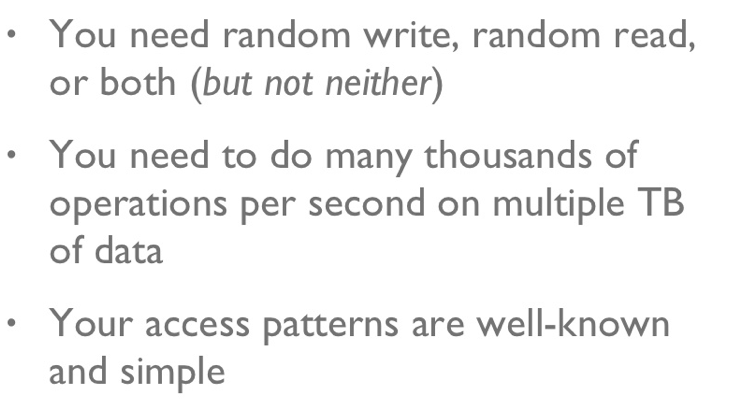 • You need random write, random read,
or both (but not neither)
• You need to do many thousands of
operations per second on multiple TB
of data
• Your access patterns are well-known
and simple